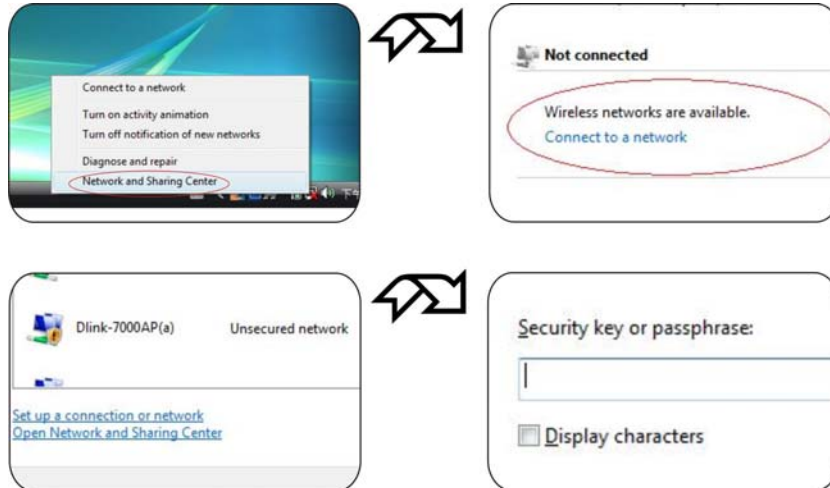 Connect to a network
Turn on activity animation
Turn off notification of new networks
Diagnose and repair
Network and Sharing Center
Not connected
Wireless networks are available.
Connect to a network
Dlink-7000AP(a) Unsecured network
Set up a connection or network
Open Network and Sharing Center
Security key or passphrase:
Display characters